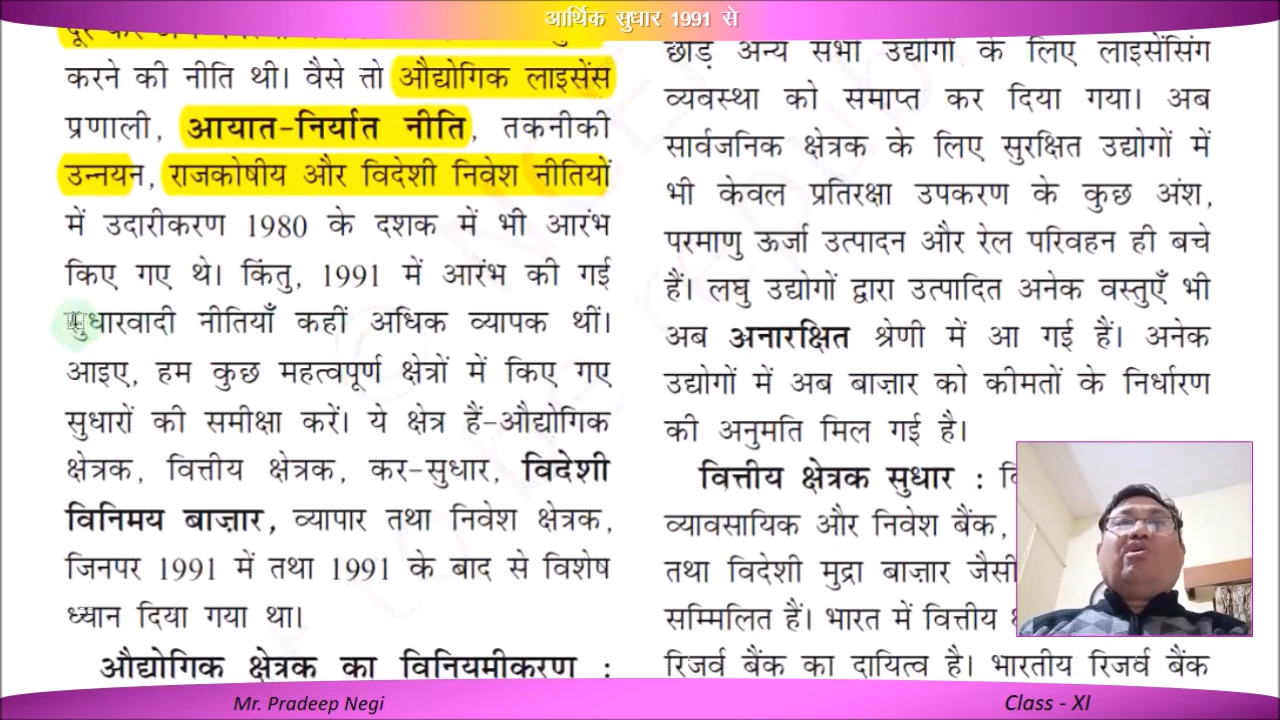 आर्थिक सुधार 1991 से
करने की नीति थी। वैसे तो औद्योगिक लाइसेंस
प्रणाली, आयात-निर्यात नीति, तकनीकी
उन्नयन, राजकोषीय और विदेशी निवेश नीतियों
में उदारीकरण 1980 के दशक में भी आरंभ
किए गए थे। किंतु, 1991 में आरंभ की गई
सुधारवादी नीतियाँ कहीं अधिक व्यापक थीं।
आइए, हम कुछ महत्वपूर्ण क्षेत्रों में किए गए
सुधारों की समीक्षा करें। ये क्षेत्र हैं-औद्योगिक
क्षेत्रक, वित्तीय क्षेत्रक, कर-सुधार, विदेशी
विनिमय बाज़ार, व्यापार तथा निवेश क्षेत्रक,
जिनपर 1991 में तथा 1991 के बाद से विशेष
ध्यान दिया गया था।
औद्योगिक क्षेत्रक का विनियमीकरण :
छोड़ अन्य सभी उद्योगों के लिए लाइसेंसिंग
व्यवस्था को समाप्त कर दिया गया। अब
सार्वजनिक क्षेत्रक के लिए सुरक्षित उद्योगों में
भी केवल प्रतिरक्षा उपकरण के कुछ अंश,
परमाणु ऊर्जा उत्पादन और रेल परिवहन ही बचे
हैं। लघु उद्योगों द्वारा उत्पादित अनेक वस्तुएँ भी
अब अनारक्षित श्रेणी में आ गई हैं। अनेक
उद्योगों में अब बाज़ार को कीमतों के निर्धारण
की अनुमति मिल गई है।
वित्तीय क्षेत्रक सुधार :
व्यावसायिक और निवेश बैंक,
तथा विदेशी मुद्रा बाज़ार जैसी
सम्मिलित हैं। भारत में वित्तीय
रिजर्व बैंक का दायित्व है। भारतीय रिजर्व बैंक
Mr. Pradeep Negi
Class - XI